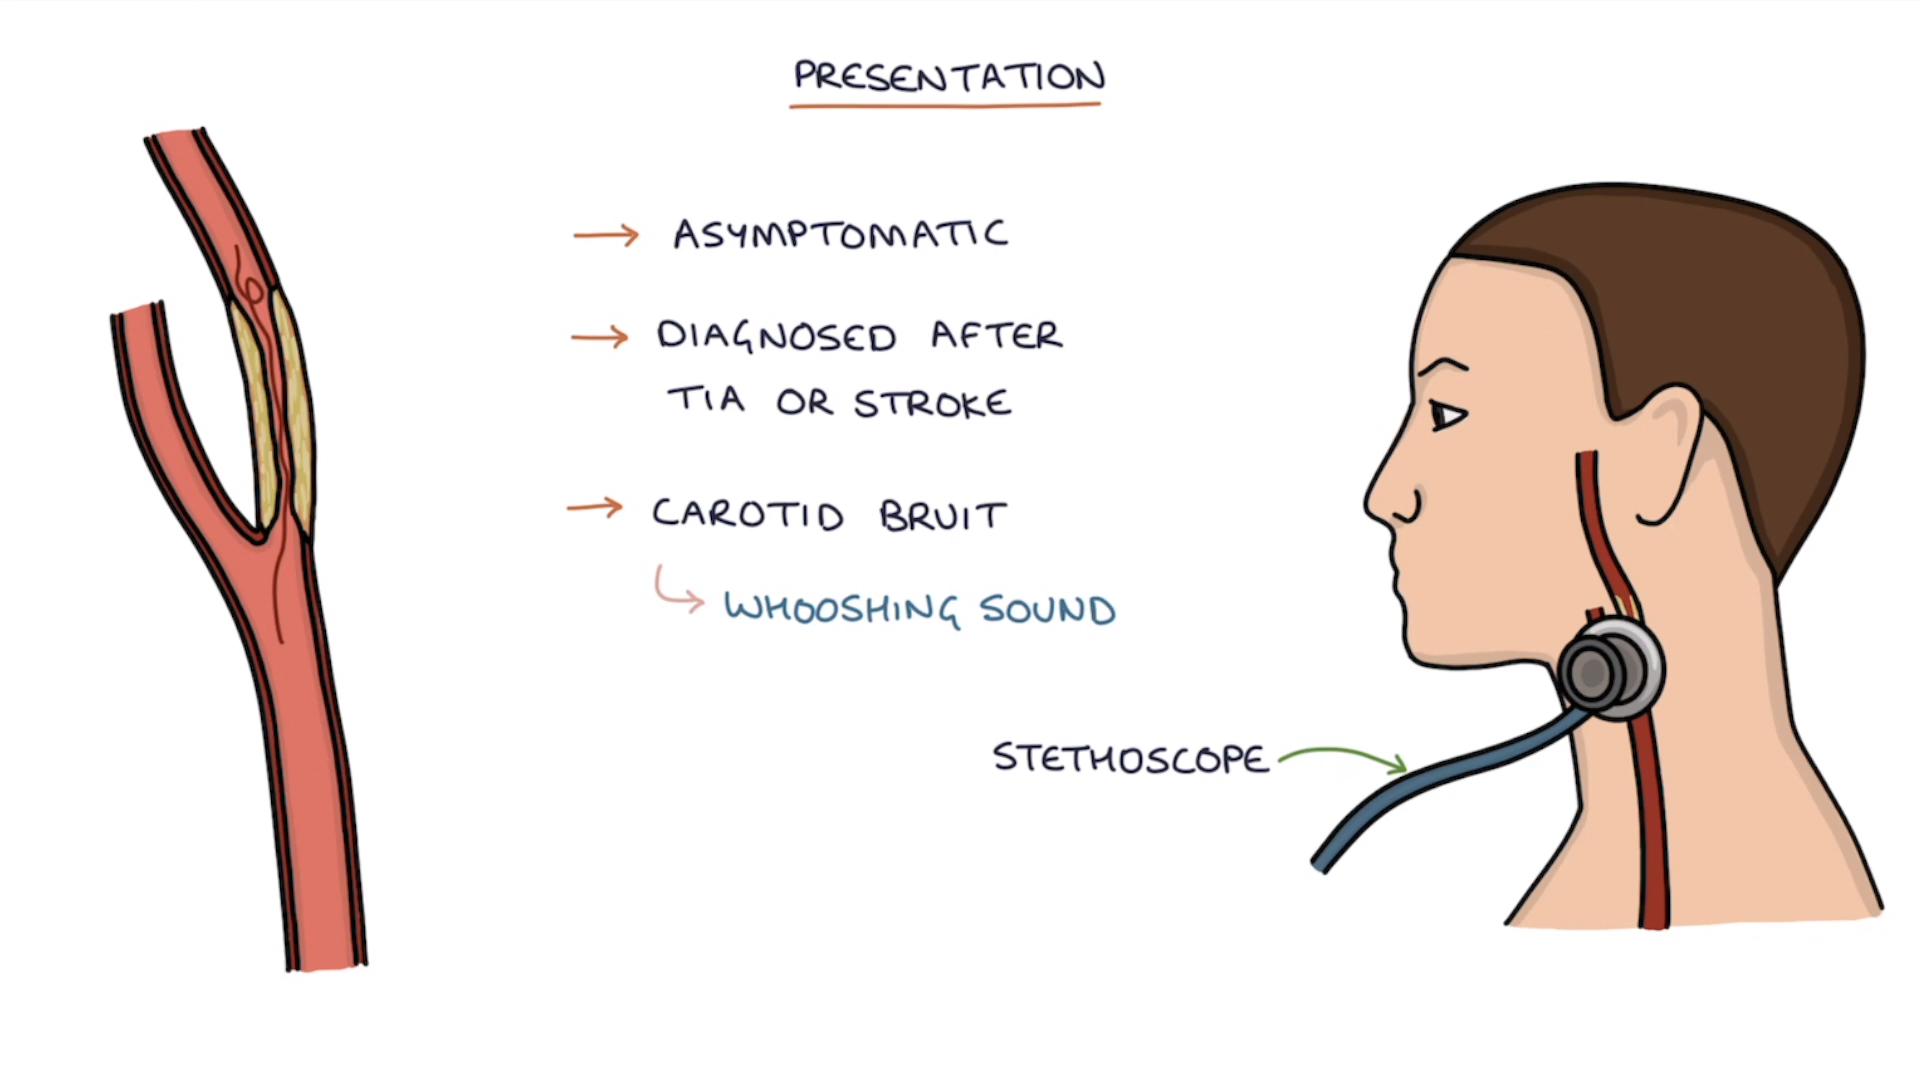 PRESENTATION
→ ASYMPTOMATIC
→ DIAGNOSED AFTER
TIA OR STROKE
→ CAROTID BRUIT
↳ WHOOSHING SOUND
STETHOSCOPE